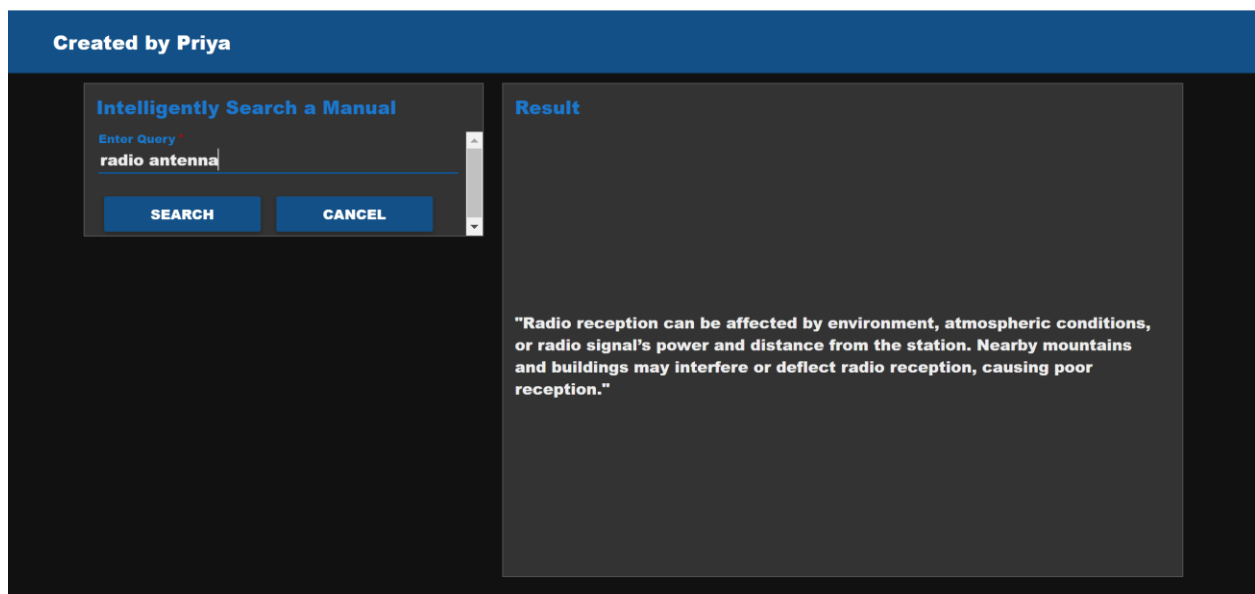 Created by Priya
Intelligently Search a Manual
Enter Query *
radio antenna
SEARCH
CANCEL
Result
"Radio reception can be affected by environment, atmospheric conditions,
or radio signal’s power and distance from the station. Nearby mountains
and buildings may interfere or deflect radio reception, causing poor
reception."